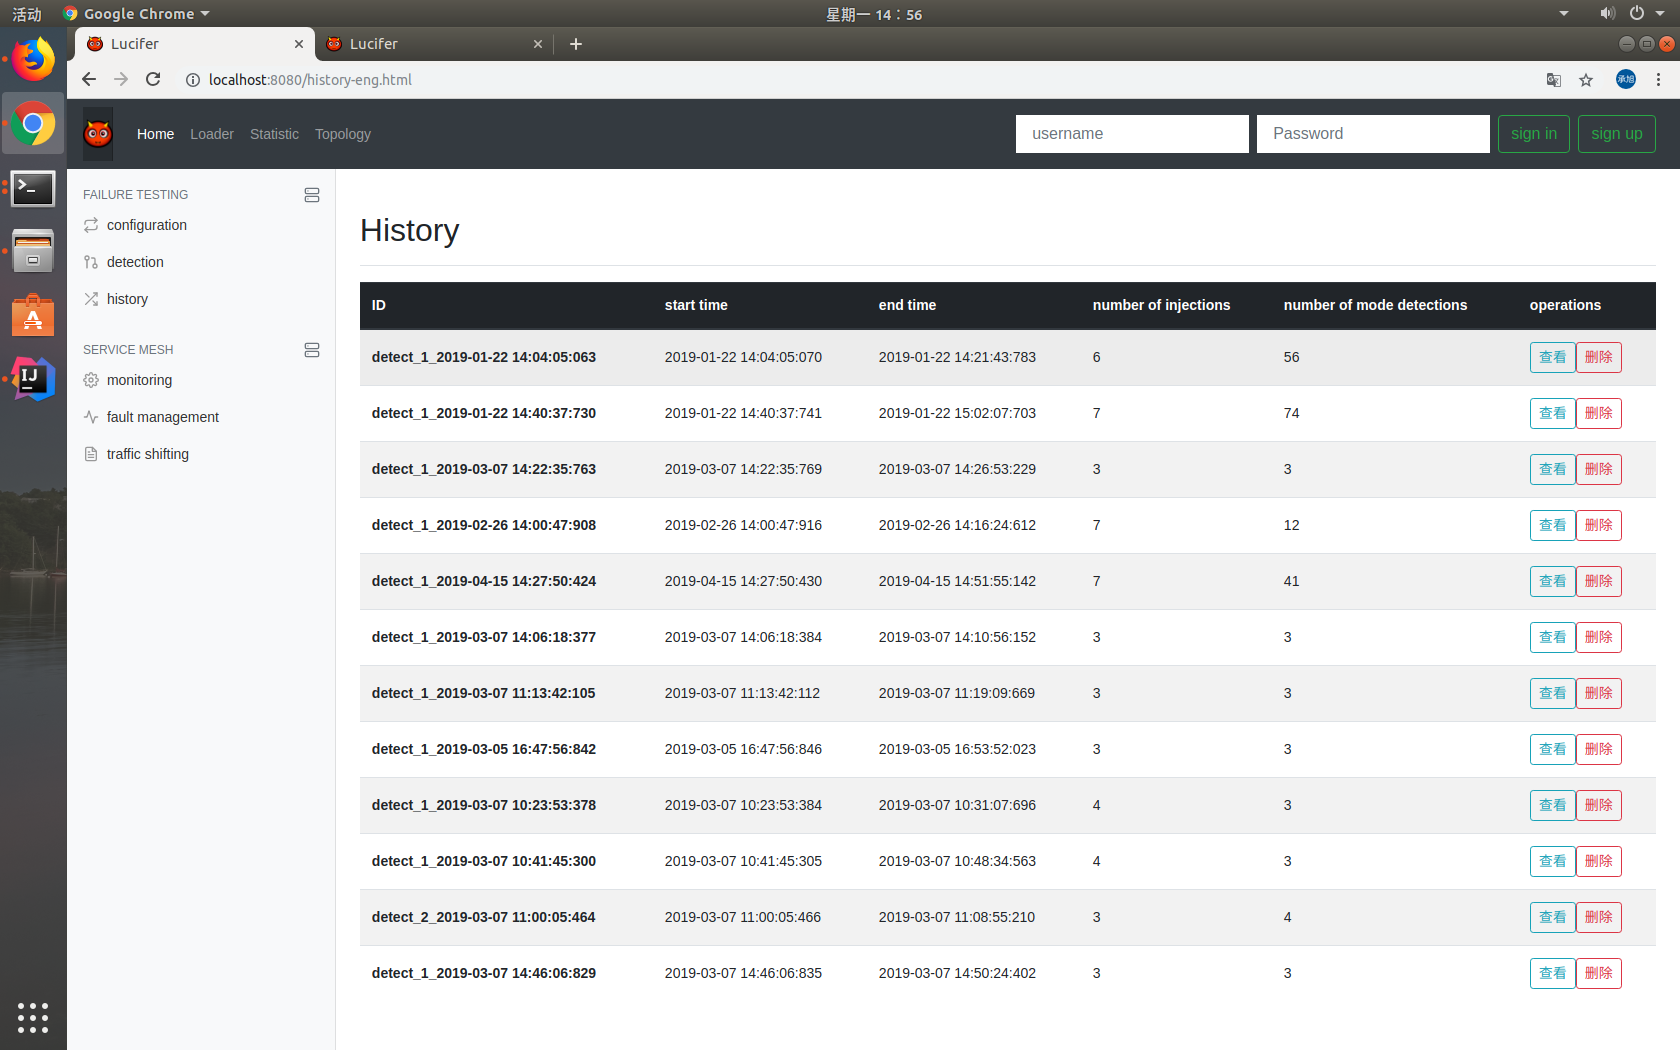 活动 Google Chrome 星期一 14：56
Lucifer Lucifer
localhost:8080/history-eng.html 承旭
Home Loader Statistic Topology username Password sign in sign up
FAILURE TESTING
configuration
detection
history
SERVICE MESH
monitoring
fault management
traffic shifting
History
ID start time end time number of injections number of mode detections operations
detect_1_2019-01-22 14:04:05:063 2019-01-22 14:04:05:070 2019-01-22 14:21:43:783 6 56 查看 删除
detect_1_2019-01-22 14:40:37:730 2019-01-22 14:40:37:741 2019-01-22 15:02:07:703 7 74 查看 删除
detect_1_2019-03-07 14:22:35:763 2019-03-07 14:22:35:769 2019-03-07 14:26:53:229 3 3 查看 删除
detect_1_2019-02-26 14:00:47:908 2019-02-26 14:00:47:916 2019-02-26 14:16:24:612 7 12 查看 删除
detect_1_2019-04-15 14:27:50:424 2019-04-15 14:27:50:430 2019-04-15 14:51:55:142 7 41 查看 删除
detect_1_2019-03-07 14:06:18:377 2019-03-07 14:06:18:384 2019-03-07 14:10:56:152 3 3 查看 删除
detect_1_2019-03-07 11:13:42:105 2019-03-07 11:13:42:112 2019-03-07 11:19:09:669 3 3 查看 删除
detect_1_2019-03-05 16:47:56:842 2019-03-05 16:47:56:846 2019-03-05 16:53:52:023 3 3 查看 删除
detect_1_2019-03-07 10:23:53:378 2019-03-07 10:23:53:384 2019-03-07 10:31:07:696 4 3 查看 删除
detect_1_2019-03-07 10:41:45:300 2019-03-07 10:41:45:305 2019-03-07 10:48:34:563 4 3 查看 删除
detect_2_2019-03-07 11:00:05:464 2019-03-07 11:00:05:466 2019-03-07 11:08:55:210 3 4 查看 删除
detect_1_2019-03-07 14:46:06:829 2019-03-07 14:46:06:835 2019-03-07 14:50:24:402 3 3 查看 删除
IJ